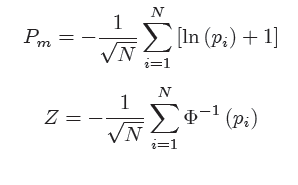 $P_m = -\frac{1}{\sqrt{N}} \sum_{i=1}^{N} [\ln (p_i) + 1]$
$Z = -\frac{1}{\sqrt{N}} \sum_{i=1}^{N} \Phi^{-1} (p_i)$